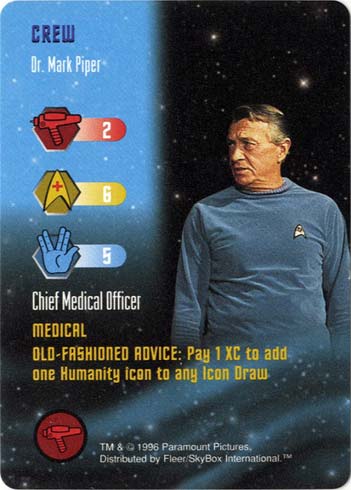 CREW
Dr. Mark Piper
2
6
5
Chief Medical Officer
MEDICAL
OLD-FASHIONED ADVICE: Pay 1 XC to add
one Humanity icon to any Icon Draw
TM & © 1996 Paramount Pictures.
Distributed by Fleer/SkyBox International.™